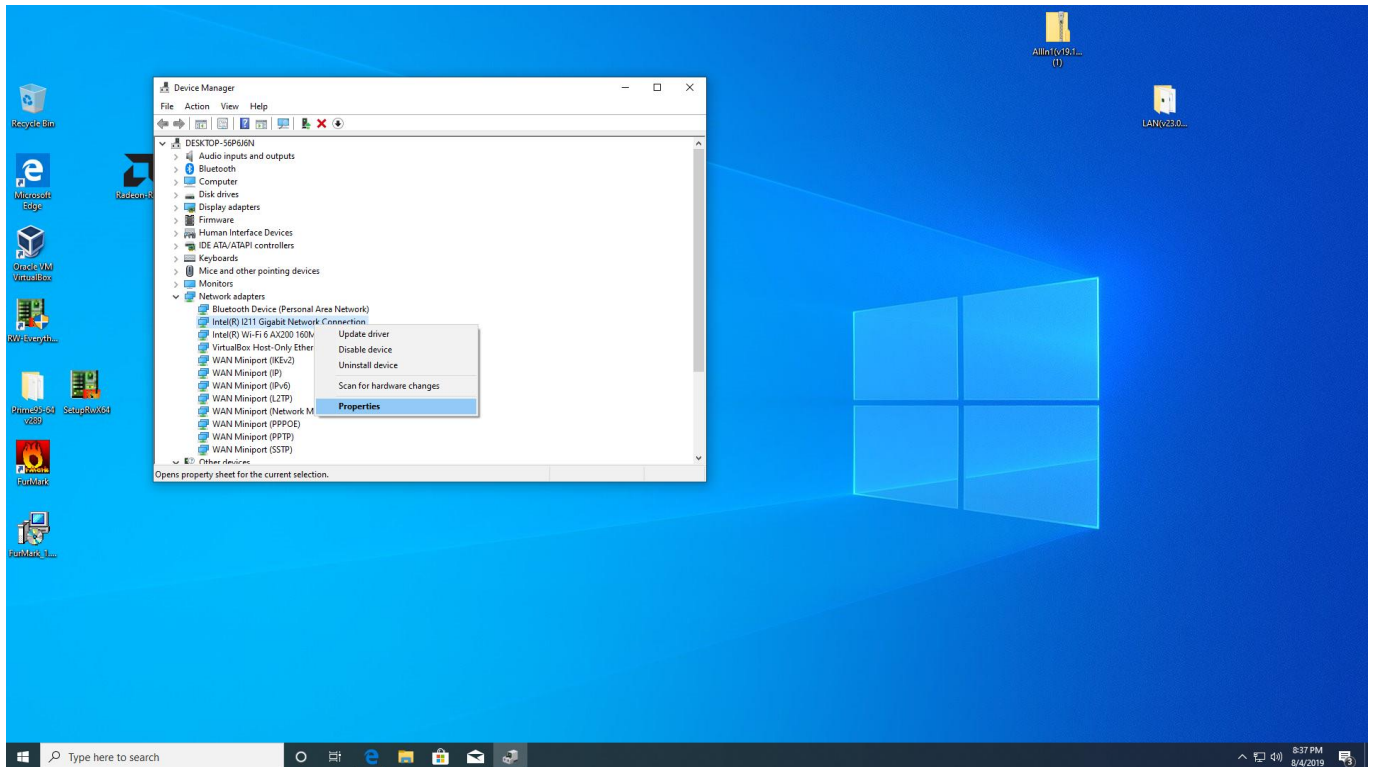 AllIn1(v19.1...
(1)
LAN(v23.0...
Recycle Bin
Microsoft
Edge
Radeon-R
Oracle VM
VirtualBox
RW-Everyth...
Prime95-64
v289
SetupRwX64
FurMark
FurMark_1....
Device Manager
File Action View Help
DESKTOP-56P6J6N
Audio inputs and outputs
Bluetooth
Computer
Disk drives
Display adapters
Firmware
Human Interface Devices
IDE ATA/ATAPI controllers
Keyboards
Mice and other pointing devices
Monitors
Network adapters
Bluetooth Device (Personal Area Network)
Intel(R) I211 Gigabit Network Connection
Intel(R) Wi-Fi 6 AX200 160M
VirtualBox Host-Only Ether
WAN Miniport (IKEv2)
WAN Miniport (IP)
WAN Miniport (IPv6)
WAN Miniport (L2TP)
WAN Miniport (Network M
WAN Miniport (PPPOE)
WAN Miniport (PPTP)
WAN Miniport (SSTP)
Other devices
Update driver
Disable device
Uninstall device
Scan for hardware changes
Properties
Opens property sheet for the current selection.
Type here to search
8:37 PM
8/4/2019
3